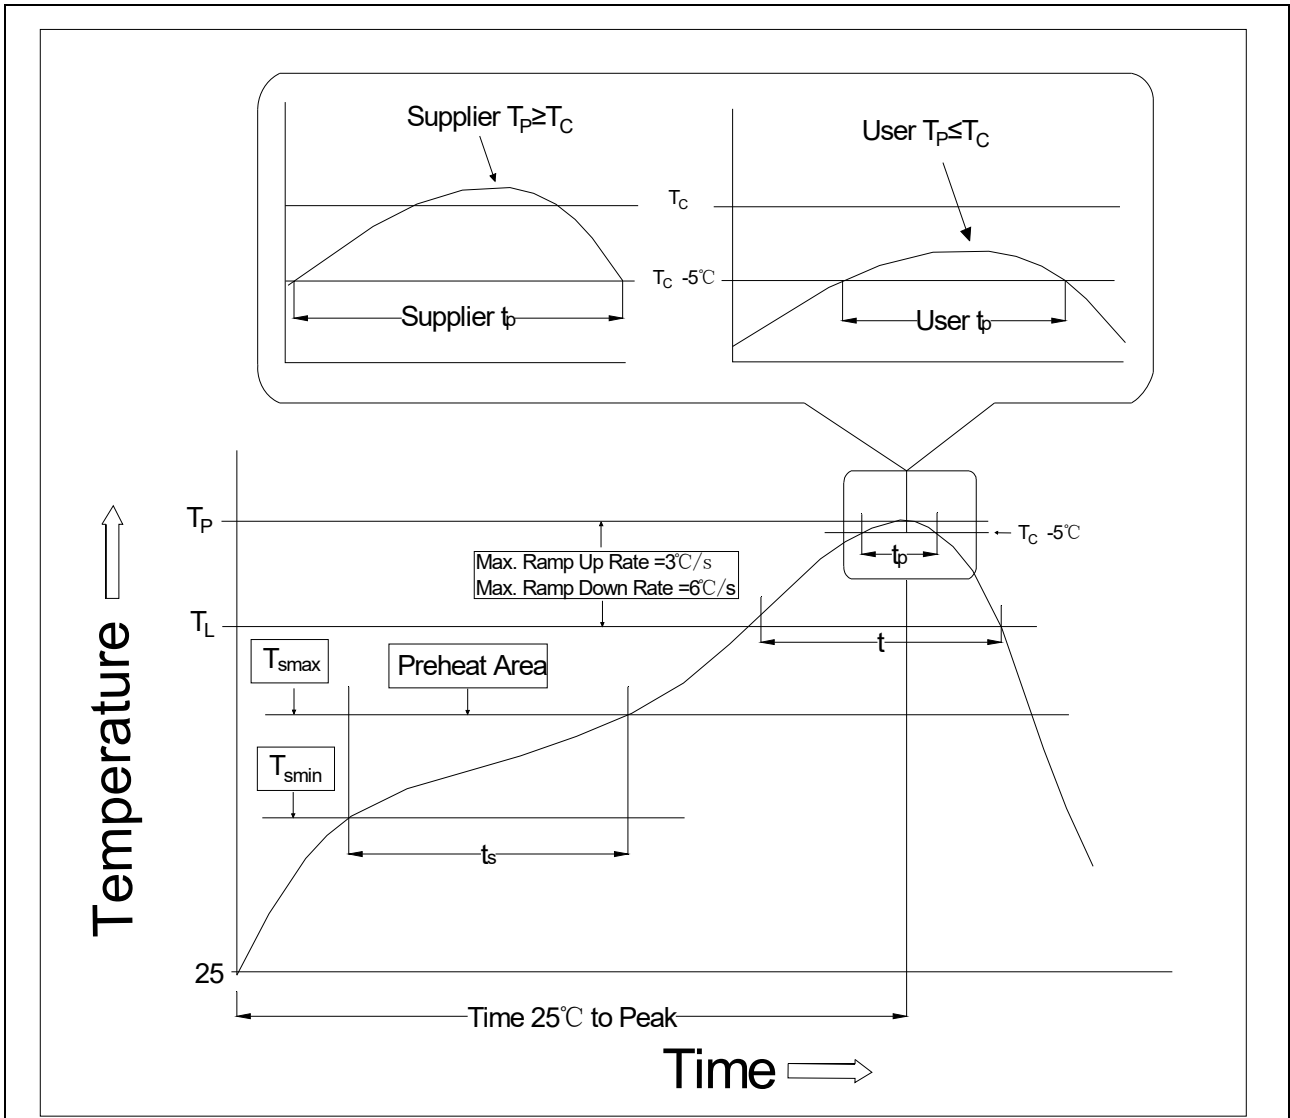 Supplier TP≥TC
User TP≤TC
TC
TC -5℃
Supplier tp
User tp
TP
TC -5℃
tp
Max. Ramp Up Rate =3℃/s
Max. Ramp Down Rate =6℃/s
TL
t
Tsmax
Preheat Area
Tsmin
ts
Temperature
25
Time 25℃ to Peak
Time